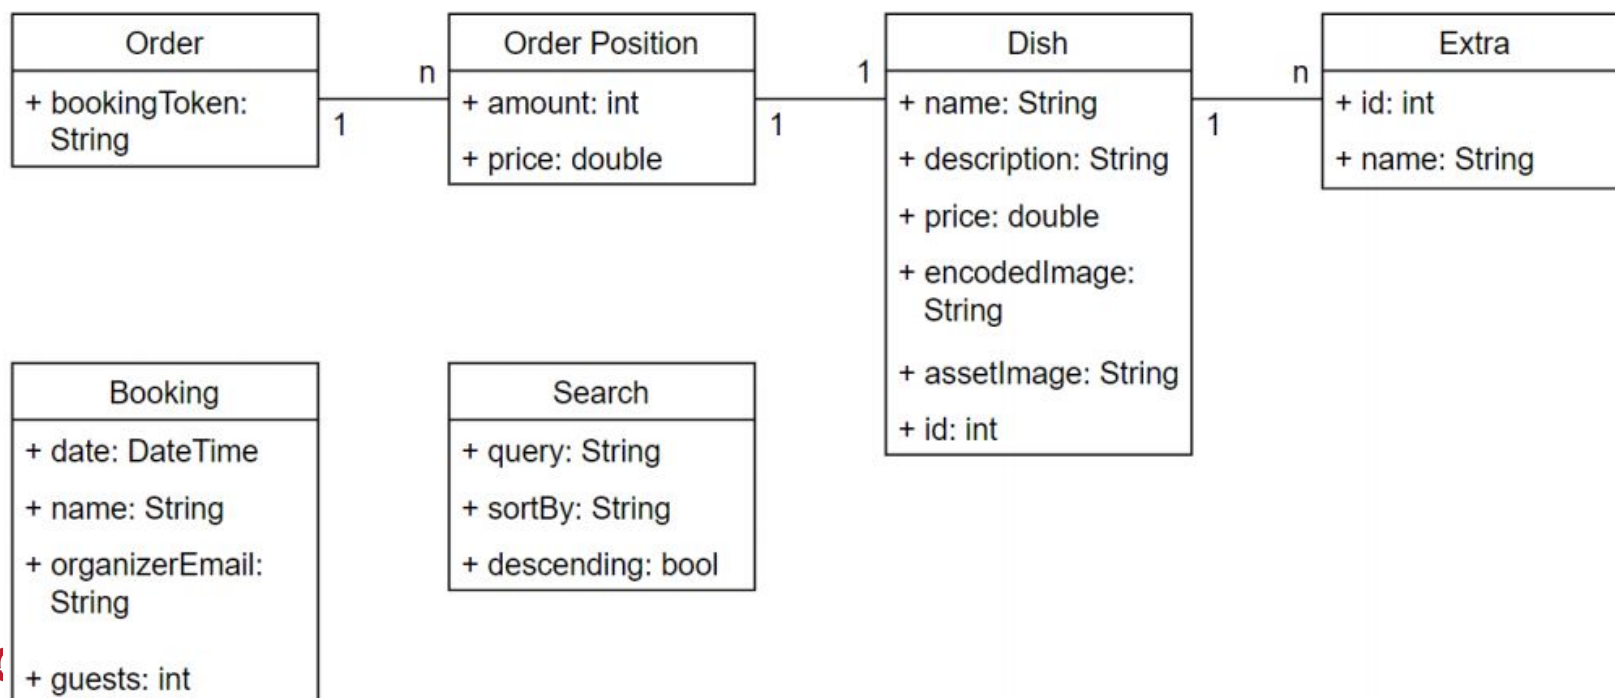 Order
+ bookingToken:
String
1
n
Order Position
+ amount: int
+ price: double
1
1
Dish
+ name: String
+ description: String
+ price: double
+ encodedImage:
String
+ assetImage: String
+ id: int
1
n
Extra
+ id: int
+ name: String
Booking
+ date: DateTime
+ name: String
+ organizerEmail:
String
+ guests: int
Search
+ query: String
+ sortBy: String
+ descending: bool